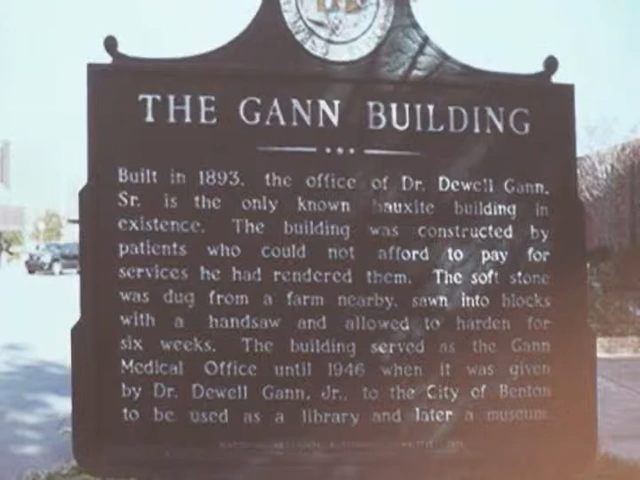 THE GANN BUILDING
Built in 1893, the office of Dr. Dewell Gann,
Sr. is the only known bauxite building in
existence. The building was constructed by
patients who could not afford to pay for
services he had rendered them. The soft stone
was dug from a farm nearby, sawn into blocks
with a handsaw and allowed to harden for
six weeks. The building served as the Gann
Medical Office until 1946 when it was given
by Dr. Dewell Gann, Jr., to the City of Benton
to be used as a library and later a museum.